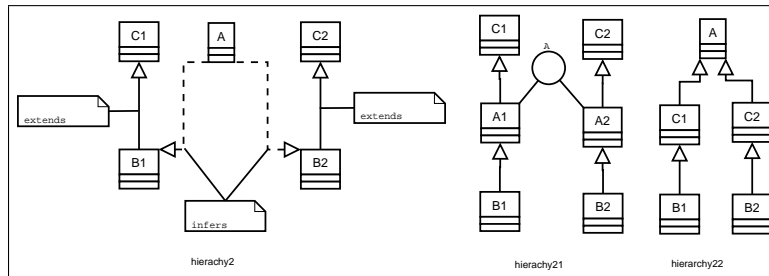 C1
A
C2
extends
extends
B1
B2
infers
hierachy2
C1
A
C2
A1
A2
B1
B2
hierachy21
A
C1
C2
B1
B2
hierarchy22